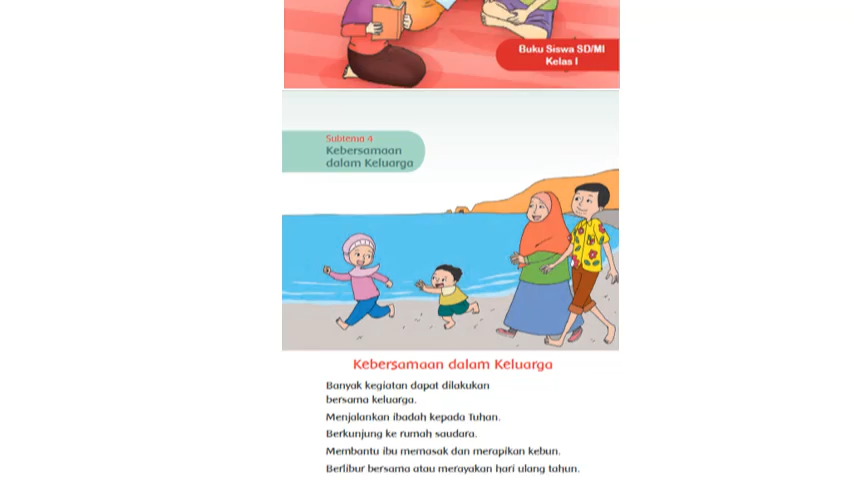 Buku Siswa SD/MI
Kelas I
Subtema 4
Kebersamaan
dalam Keluarga
Kebersamaan dalam Keluarga
Banyak kegiatan dapat dilakukan
bersama keluarga.
Menjalankan ibadah kepada Tuhan.
Berkunjung ke rumah saudara.
Membantu ibu memasak dan merapikan kebun.
Berlibur bersama atau merayakan hari ulang tahun.